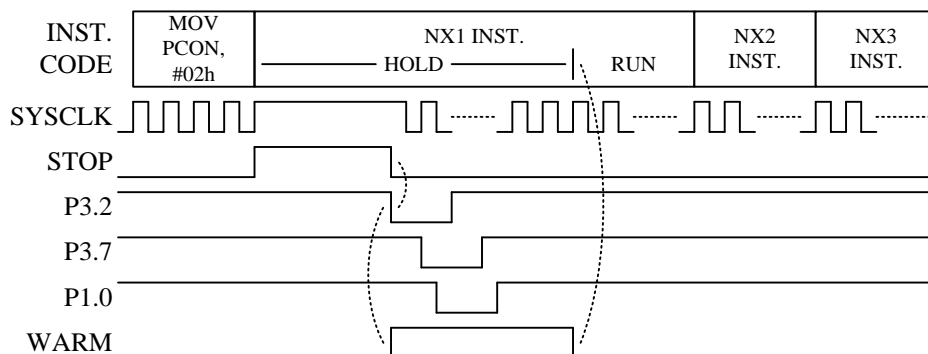 INST.
CODE
MOV
PCON,
#02h
NX1 INST.
HOLD
RUN
NX2
INST.
NX3
INST.
SYSCLK
STOP
P3.2
P3.7
P1.0
WARM